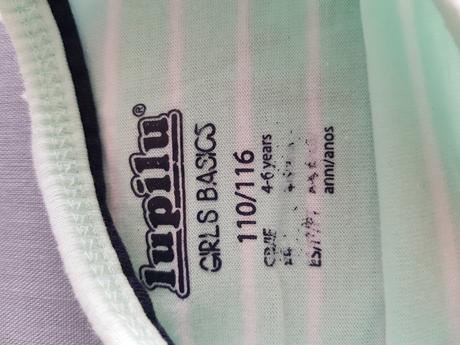 lupilu®
GIRLS BASICS
110/116
4-6 years
anni/anos